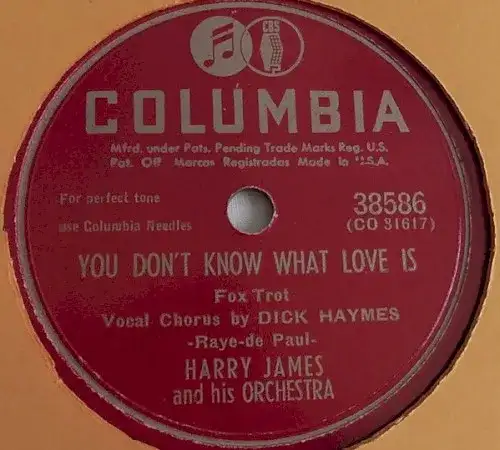 CBS
COLUMBIA
Mfrd. under Pats. Pending Trade Marks Reg. U.S.
Pat. Off Marcas Registradas Made in U.S.A.
For perfect tone
use Columbia Needles
38586
(CO 31617)
YOU DON'T KNOW WHAT LOVE IS
Fox Trot
Vocal Chorus by DICK HAYMES
-Raye-de Paul-
HARRY JAMES
and his ORCHESTRA